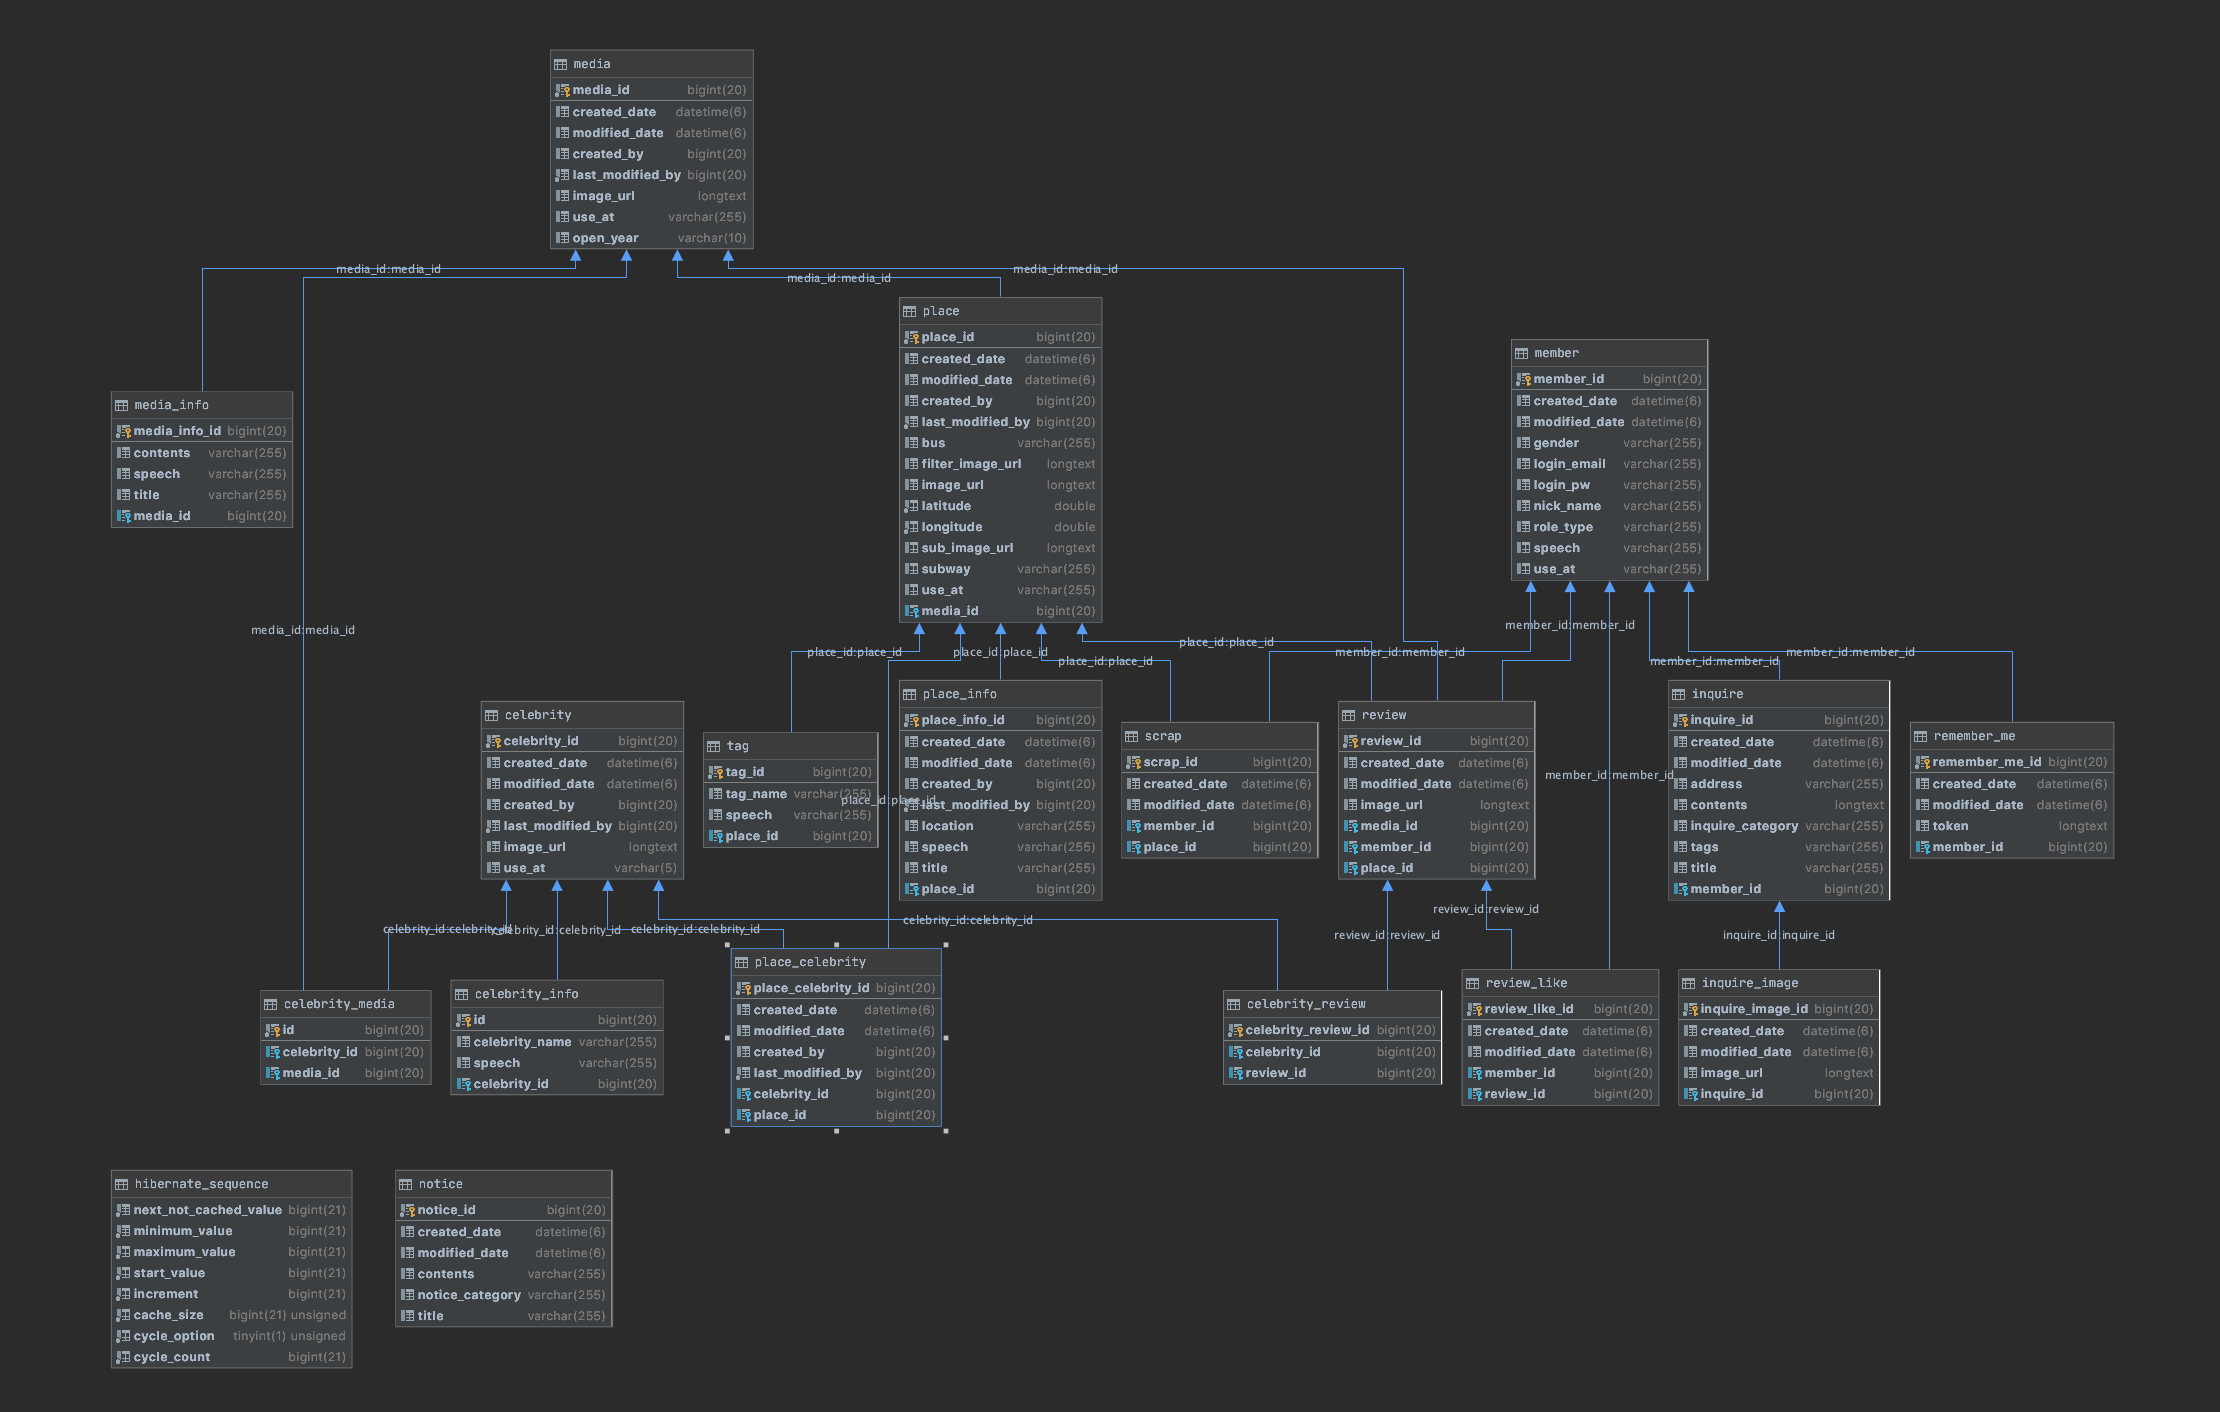 media
media_id bigint(20)
created_date datetime(6)
modified_date datetime(6)
created_by bigint(20)
last_modified_by bigint(20)
image_url longtext
use_at varchar(255)
open_year varchar(10)
media_id:media_id
media_id:media_id
media_id:media_id
place
place_id bigint(20)
created_date datetime(6)
modified_date datetime(6)
created_by bigint(20)
last_modified_by bigint(20)
bus varchar(255)
filter_image_url longtext
image_url longtext
latitude double
longitude double
sub_image_url longtext
subway varchar(255)
use_at varchar(255)
media_id bigint(20)
member
member_id bigint(20)
created_date datetime(6)
modified_date datetime(6)
gender varchar(255)
login_email varchar(255)
login_pw varchar(255)
nick_name varchar(255)
role_type varchar(255)
speech varchar(255)
use_at varchar(255)
media_info
media_info_id bigint(20)
contents varchar(255)
speech varchar(255)
title varchar(255)
media_id bigint(20)
media_id:media_id
place_id:place_id
place_id:place_id
place_id:place_id
place_id:place_id
member_id:member_id
member_id:member_id
member_id:member_id
member_id:member_id
celebrity
celebrity_id bigint(20)
created_date datetime(6)
modified_date datetime(6)
created_by bigint(20)
last_modified_by bigint(20)
image_url longtext
use_at varchar(5)
tag
tag_id bigint(20)
tag_name varchar(255)
speech varchar(255)
place_id bigint(20)
place_id:place_id
place_info
place_info_id bigint(20)
created_date datetime(6)
modified_date datetime(6)
created_by bigint(20)
last_modified_by bigint(20)
location varchar(255)
speech varchar(255)
title varchar(255)
place_id bigint(20)
scrap
scrap_id bigint(20)
created_date datetime(6)
modified_date datetime(6)
member_id bigint(20)
place_id bigint(20)
review
review_id bigint(20)
created_date datetime(6)
modified_date datetime(6)
image_url longtext
media_id bigint(20)
member_id bigint(20)
place_id bigint(20)
member_id:member_id
inquire
inquire_id bigint(20)
created_date datetime(6)
modified_date datetime(6)
address varchar(255)
contents longtext
inquire_category varchar(255)
tags varchar(255)
title varchar(255)
member_id bigint(20)
remember_me
remember_me_id bigint(20)
created_date datetime(6)
modified_date datetime(6)
token longtext
member_id bigint(20)
celebrity_id:celebrity_id
celebrity_id:celebrity_id
celebrity_id:celebrity_id
celebrity_id:celebrity_id
review_id:review_id
review_id:review_id
inquire_id:inquire_id
celebrity_media
id bigint(20)
celebrity_id bigint(20)
media_id bigint(20)
celebrity_info
id bigint(20)
celebrity_name varchar(255)
speech varchar(255)
celebrity_id bigint(20)
place_celebrity
place_celebrity_id bigint(20)
created_date datetime(6)
modified_date datetime(6)
created_by bigint(20)
last_modified_by bigint(20)
celebrity_id bigint(20)
place_id bigint(20)
celebrity_review
celebrity_review_id bigint(20)
celebrity_id bigint(20)
review_id bigint(20)
review_like
review_like_id bigint(20)
created_date datetime(6)
modified_date datetime(6)
member_id bigint(20)
review_id bigint(20)
inquire_image
inquire_image_id bigint(20)
created_date datetime(6)
modified_date datetime(6)
image_url longtext
inquire_id bigint(20)
hibernate_sequence
next_not_cached_value bigint(21)
minimum_value bigint(21)
maximum_value bigint(21)
start_value bigint(21)
increment bigint(21)
cache_size bigint(21) unsigned
cycle_option tinyint(1) unsigned
cycle_count bigint(21)
notice
notice_id bigint(20)
created_date datetime(6)
modified_date datetime(6)
contents varchar(255)
notice_category varchar(255)
title varchar(255)